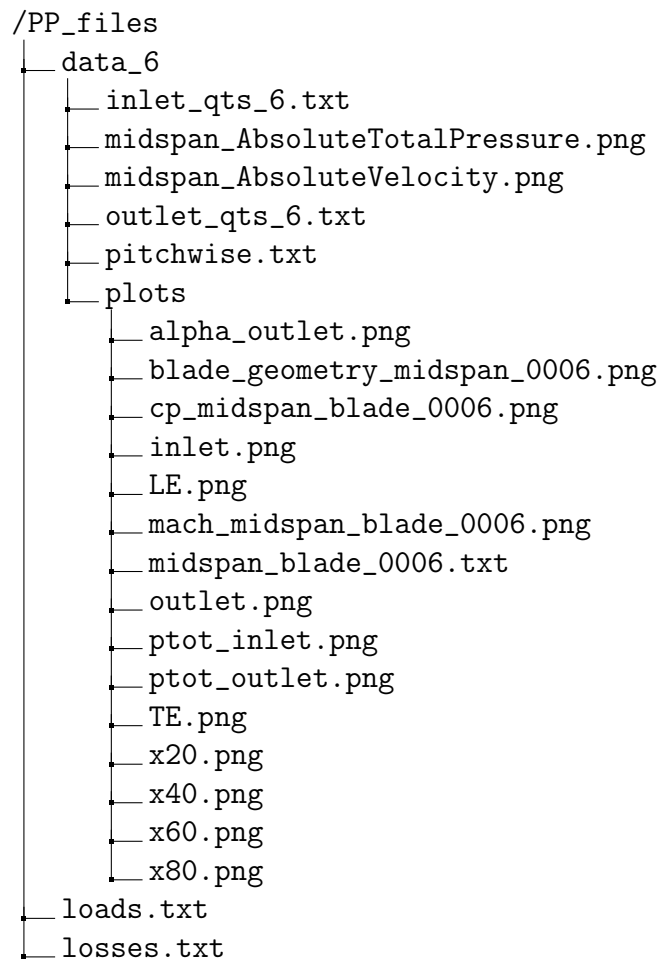 /PP_files
data_6
inlet_qts_6.txt
midspan_AbsoluteTotalPressure.png
midspan_AbsoluteVelocity.png
outlet_qts_6.txt
pitchwise.txt
plots
alpha_outlet.png
blade_geometry_midspan_0006.png
cp_midspan_blade_0006.png
inlet.png
LE.png
mach_midspan_blade_0006.png
midspan_blade_0006.txt
outlet.png
ptot_inlet.png
ptot_outlet.png
TE.png
x20.png
x40.png
x60.png
x80.png
loads.txt
losses.txt